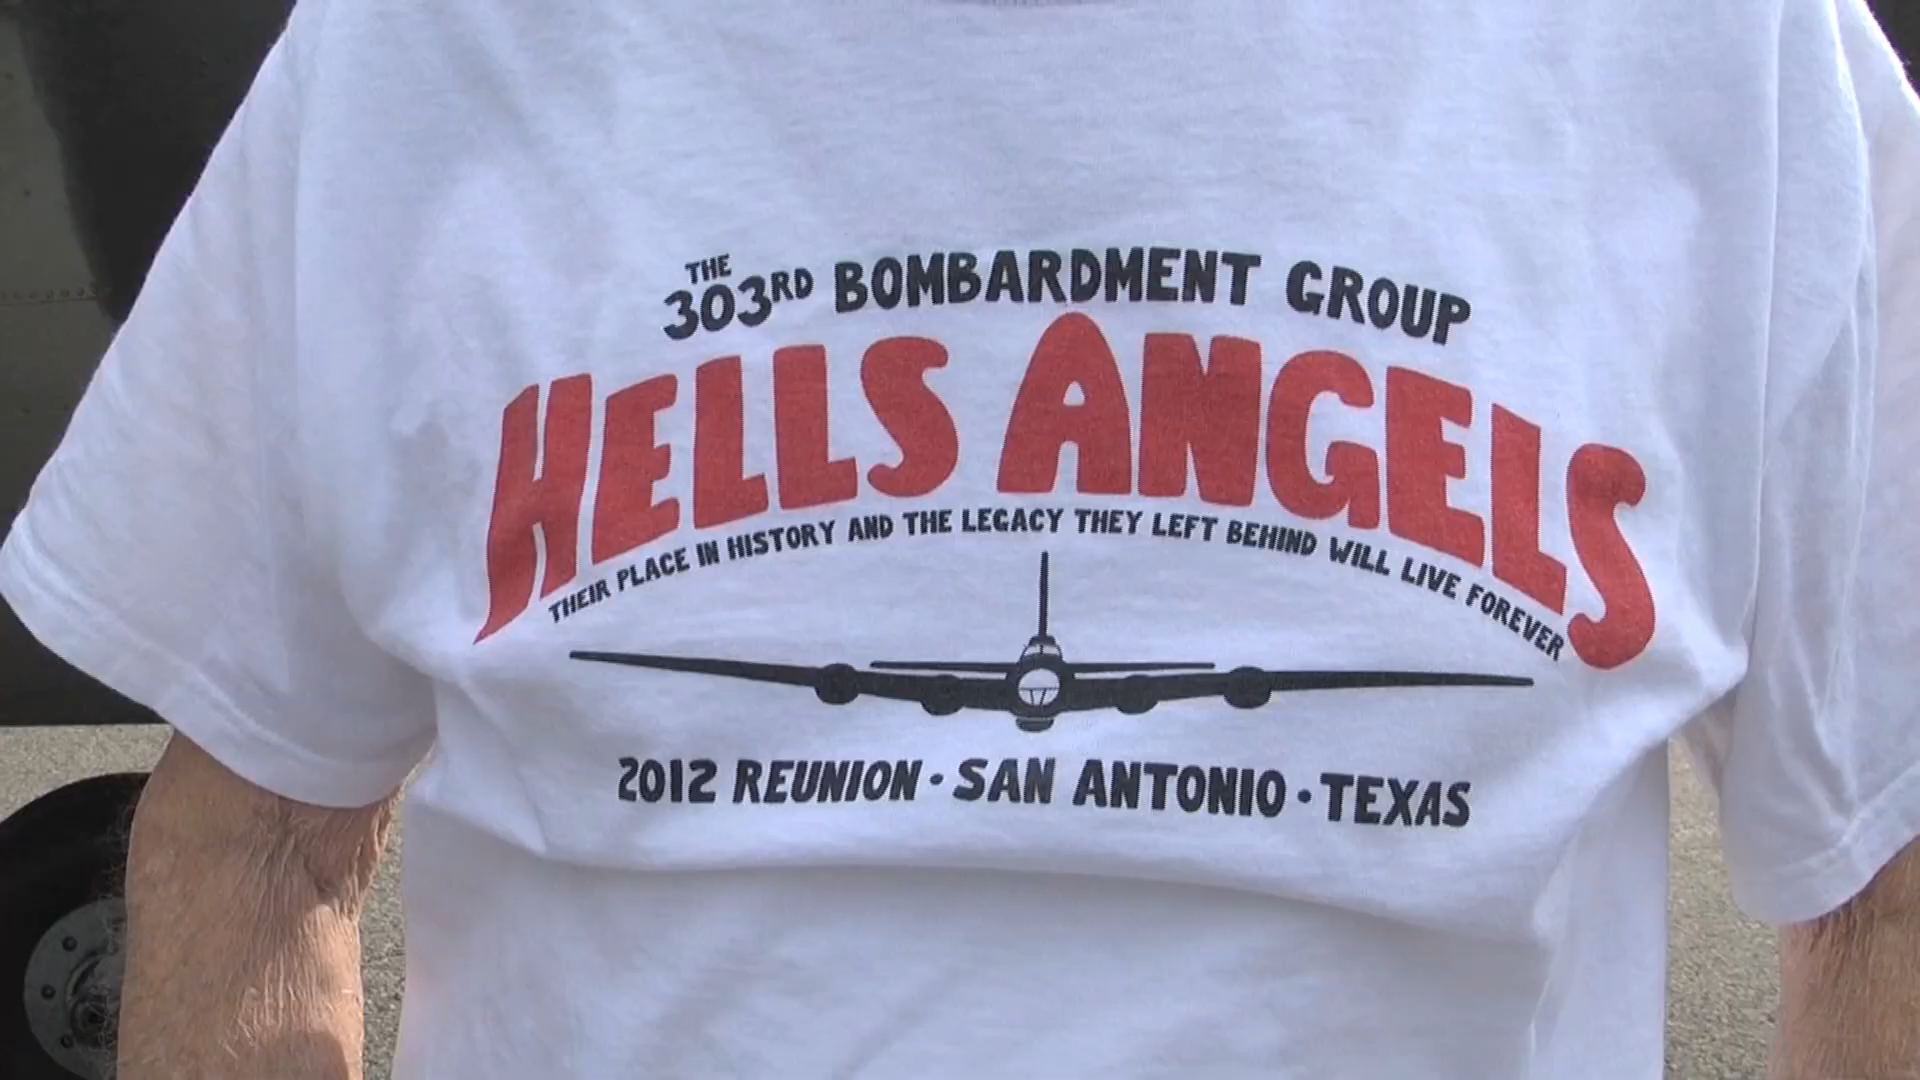 THE
303RD BOMBARDMENT GROUP
HELLS ANGELS
THEIR PLACE IN HISTORY AND THE LEGACY THEY LEFT BEHIND WILL LIVE FOREVER
2012 REUNION • SAN ANTONIO • TEXAS